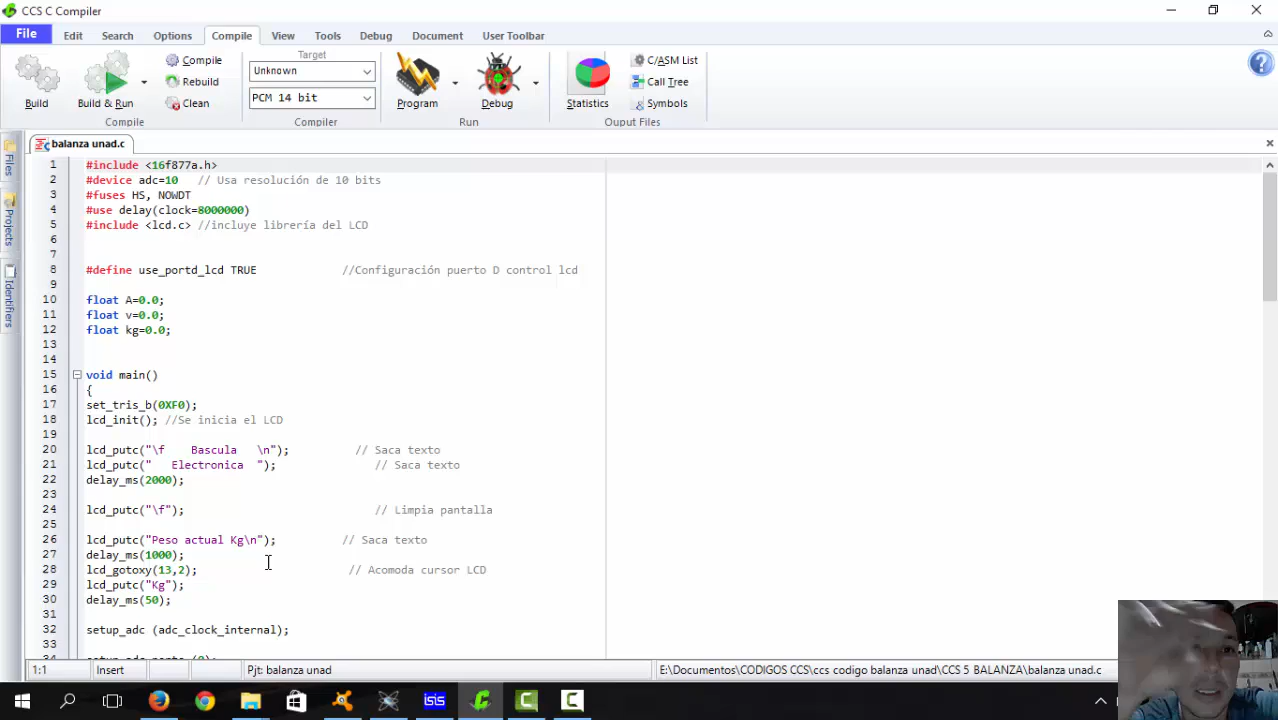 CCS C Compiler
File Edit Search Options Compile View Tools Debug Document User Toolbar
Build
Build & Run
Compile
Rebuild
Clean
Compile
Target
Unknown
PCM 14 bit
Compiler
Program
Debug
Run
Statistics
C/ASM List
Call Tree
Symbols
Ouput Files
balanza unad.c
Files
Projects
Identifiers
1 #include <16f877a.h>
2 #device adc=10 // Usa resolución de 10 bits
3 #fuses HS, NOWDT
4 #use delay(clock=8000000)
5 #include <lcd.c> //incluye librería del LCD
6
7
8 #define use_portd_lcd TRUE //Configuración puerto D control lcd
9
10 float A=0.0;
11 float v=0.0;
12 float kg=0.0;
13
14
15 void main()
16 {
17 set_tris_b(0XF0);
18 lcd_init(); //Se inicia el LCD
19
20 lcd_putc("\f Bascula \n"); // Saca texto
21 lcd_putc(" Electronica "); // Saca texto
22 delay_ms(2000);
23
24 lcd_putc("\f"); // Limpia pantalla
25
26 lcd_putc("Peso actual Kg\n"); // Saca texto
27 delay_ms(1000);
28 lcd_gotoxy(13,2); // Acomoda cursor LCD
29 lcd_putc("Kg");
30 delay_ms(50);
31
32 setup_adc (adc_clock_internal);
33
1:1 Insert Pjt: balanza unad E:\Documentos\CODIGOS CCS\ccs codigo balanza unad\CCS 5 BALANZA\balanza unad.c
isis